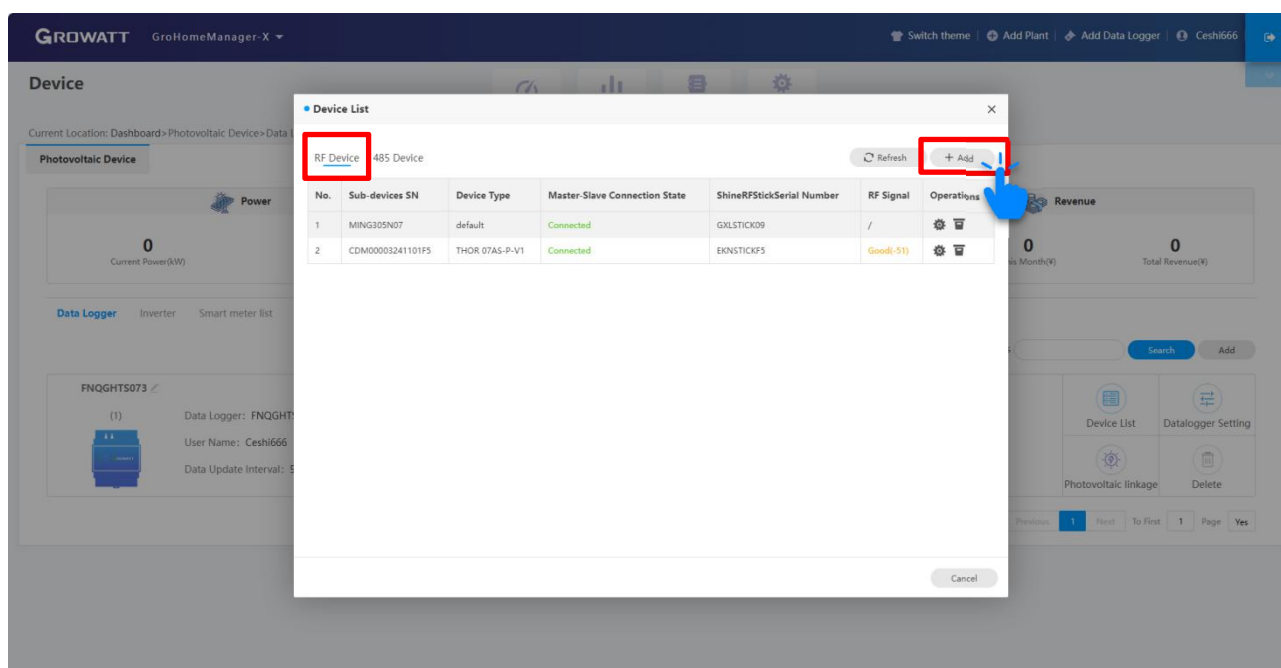 GROWATT GroHomeManager-X Switch theme Add Plant Add Data Logger Ceshi666
Device
Device List
Current Location: Dashboard>Photovoltaic Device>Data
Photovoltaic Device
RF Device 485 Device Refresh + Add
No. Sub-devices SN Device Type Master-Slave Connection State ShineRFStickSerial Number RF Signal Operations
1 MING305N07 default Connected GXLSTICK09 /
2 CDM00003241101F5 THOR 07AS-P-V1 Connected EKNSTICKF5 Good(-51)
Power Revenue
0 0 0
Current Power(kW) his Month(¥) Total Revenue(¥)
Data Logger Inverter Smart meter list
Search Add
FNQGHTS073
(1) Data Logger: FNQGHTS
User Name: Ceshi666
Data Update Interval: 5
Device List Datalogger Setting
Photovoltaic linkage Delete
Previous 1 Next To First 1 Page Yes
Cancel